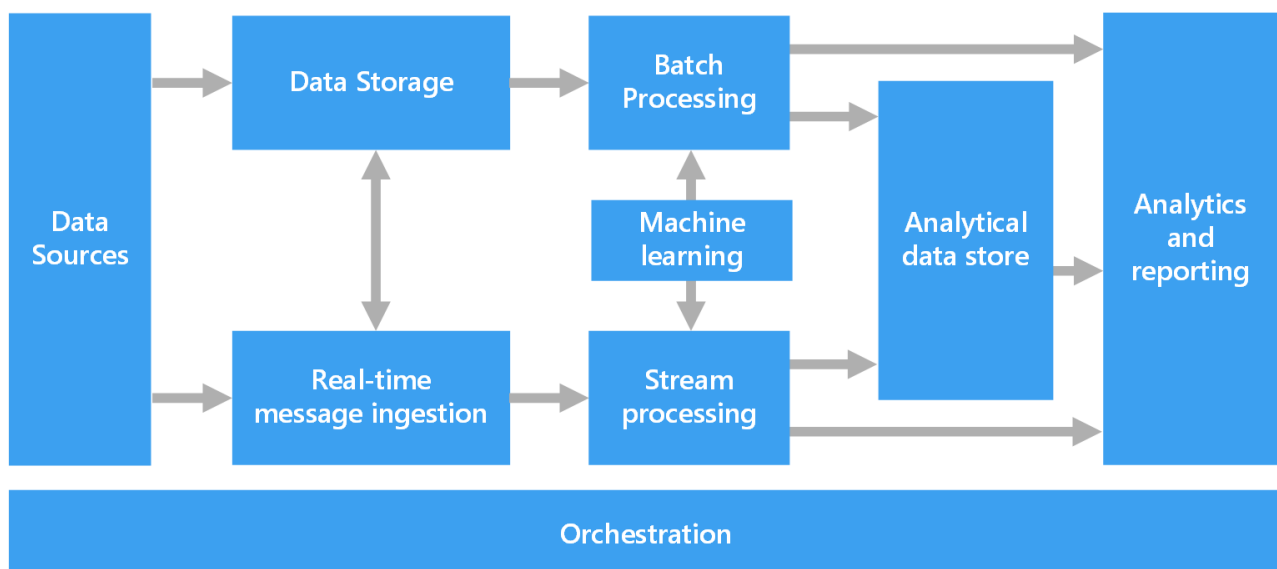 Data
Sources
Data Storage
Real-time
message ingestion
Batch
Processing
Machine
learning
Stream
processing
Analytical
data store
Analytics
and
reporting
Orchestration